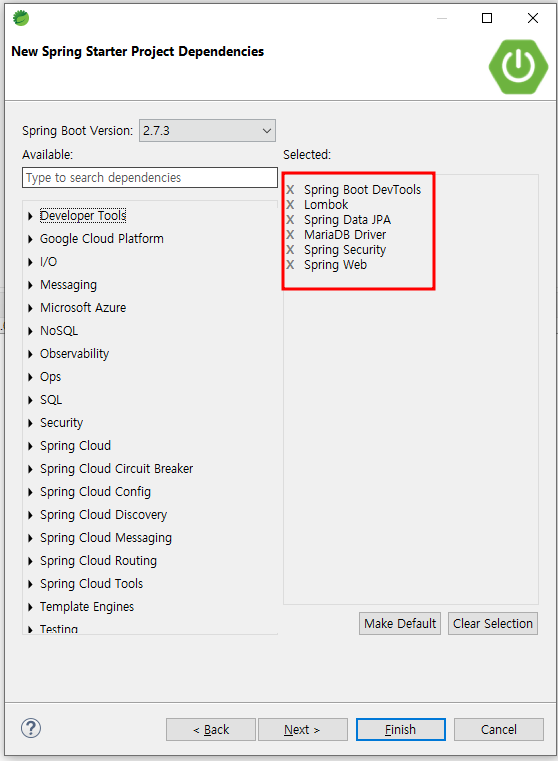 New Spring Starter Project Dependencies
Spring Boot Version: 2.7.3
Available:
Type to search dependencies
Developer Tools
Google Cloud Platform
I/O
Messaging
Microsoft Azure
NoSQL
Observability
Ops
SQL
Security
Spring Cloud
Spring Cloud Circuit Breaker
Spring Cloud Config
Spring Cloud Discovery
Spring Cloud Messaging
Spring Cloud Routing
Spring Cloud Tools
Template Engines
Testing
Selected:
X Spring Boot DevTools
X Lombok
X Spring Data JPA
X MariaDB Driver
X Spring Security
X Spring Web
Make Default Clear Selection
? < Back Next > Finish Cancel